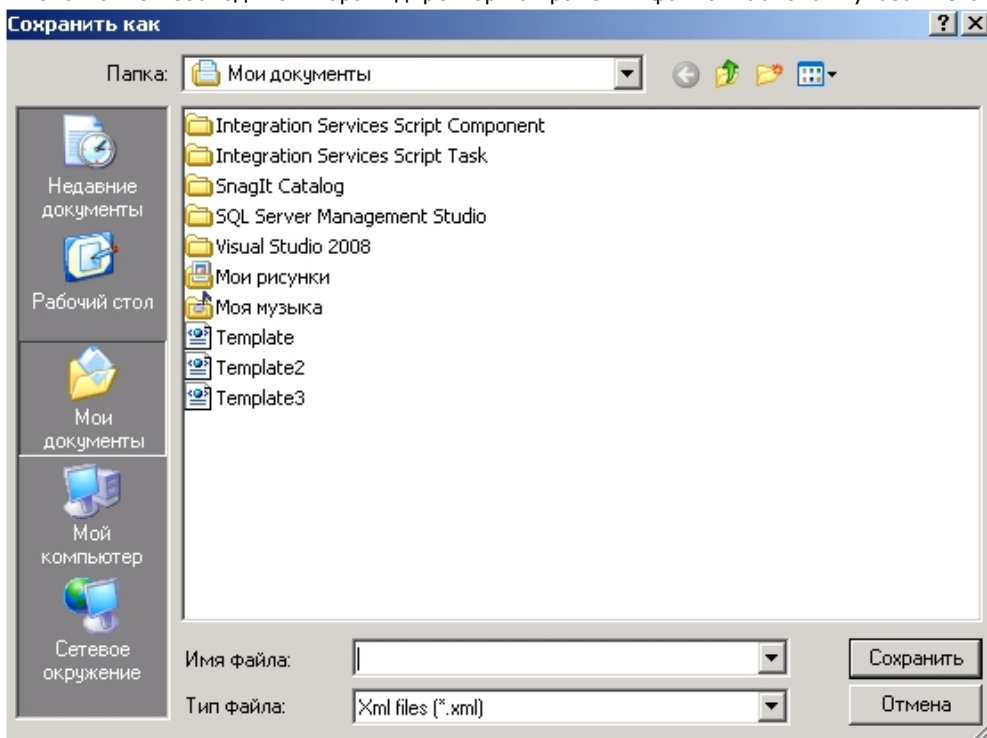 Сохранить как
Папка: Мои документы
Недавние документы
Рабочий стол
Мои документы
Мой компьютер
Сетевое окружение
Integration Services Script Component
Integration Services Script Task
SnagIt Catalog
SQL Server Management Studio
Visual Studio 2008
Мои рисунки
Моя музыка
Template
Template2
Template3
Имя файла:
Сохранить
Тип файла: Xml files (*.xml)
Отмена